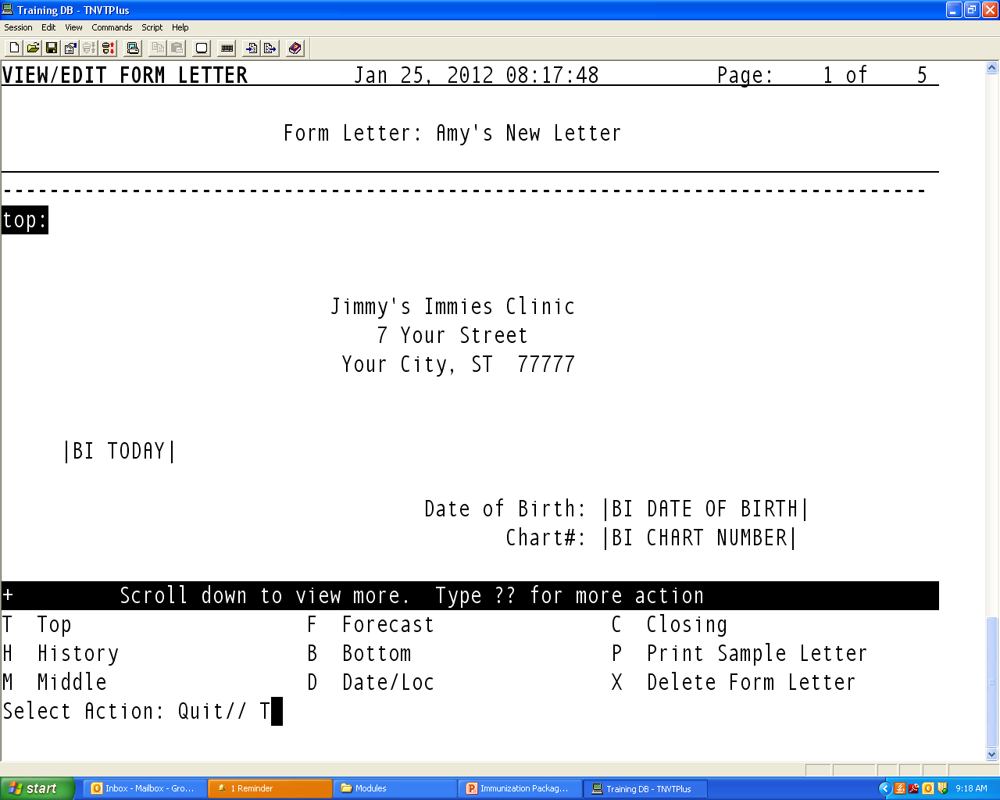 Training DB - TNVTPlus
Session Edit View Commands Script Help
VIEW/EDIT FORM LETTER Jan 25, 2012 08:17:48 Page: 1 of 5
Form Letter: Amy's New Letter
--------------------------------------------------------------------------------
top:
Jimmy's Immies Clinic
7 Your Street
Your City, ST 77777
|BI TODAY|
Date of Birth: |BI DATE OF BIRTH|
Chart#: |BI CHART NUMBER|
+ Scroll down to view more. Type ?? for more action
T Top F Forecast C Closing
H History B Bottom P Print Sample Letter
M Middle D Date/Loc X Delete Form Letter
Select Action: Quit// T
start Inbox - Mailbox - Gro... 1 Reminder Modules Immunization Packag... Training DB - TNVTPlus 9:18 AM